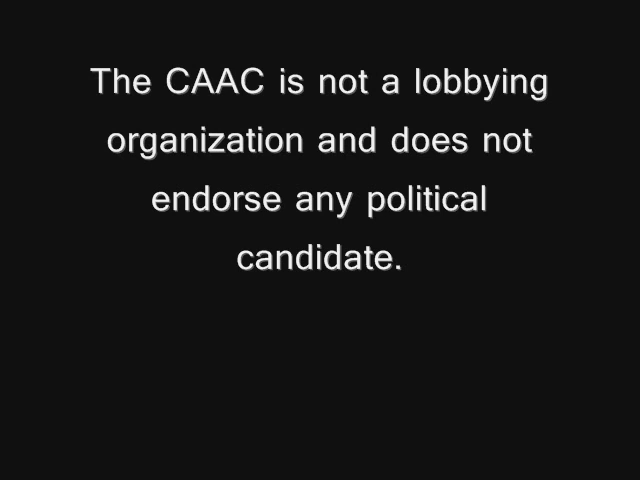 The CAAC is not a lobbying
organization and does not
endorse any political
candidate.